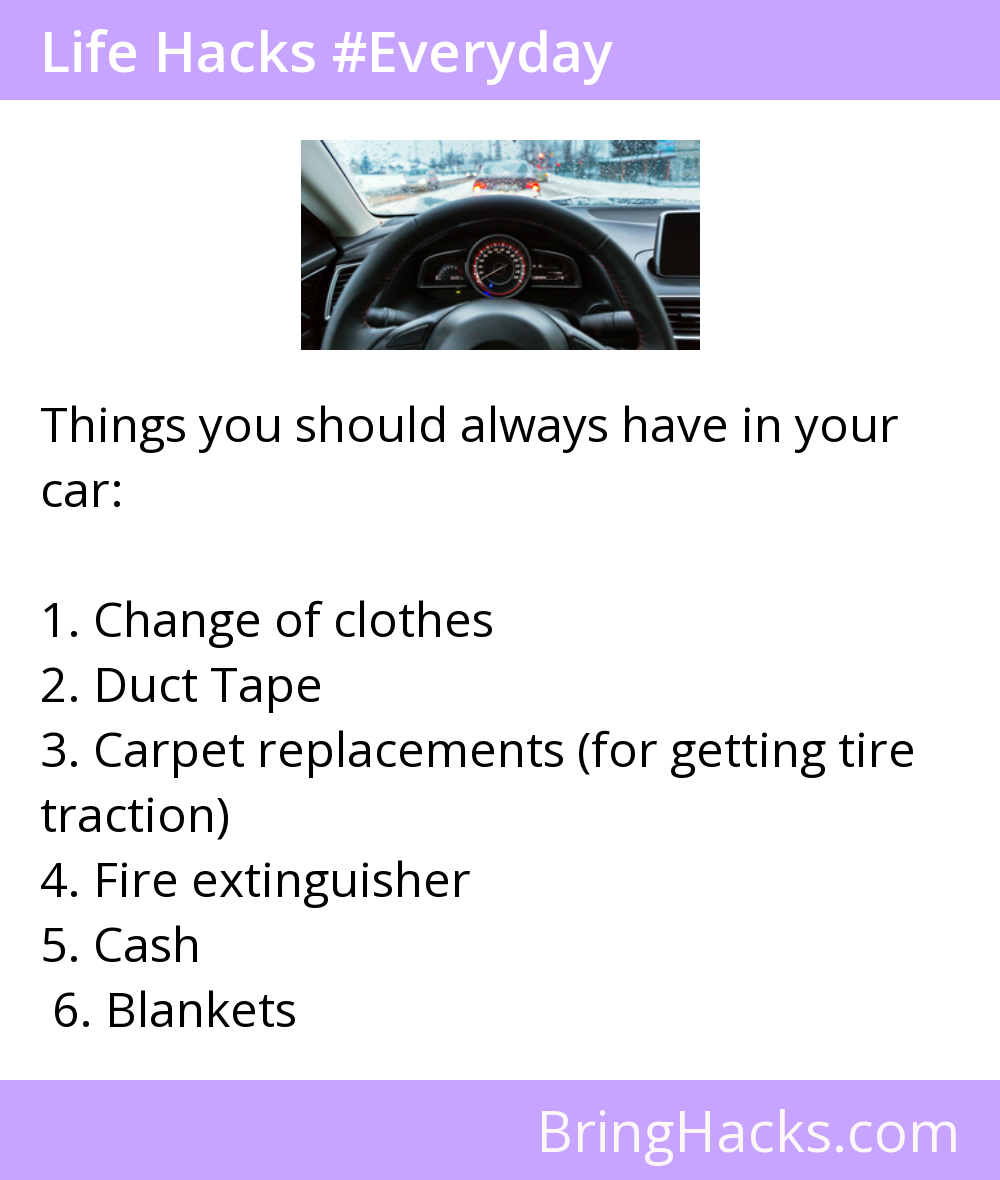 Life Hacks #Everyday
Things you should always have in your
car:
1. Change of clothes
2. Duct Tape
3. Carpet replacements (for getting tire
traction)
4. Fire extinguisher
5. Cash
6. Blankets
BringHacks.com